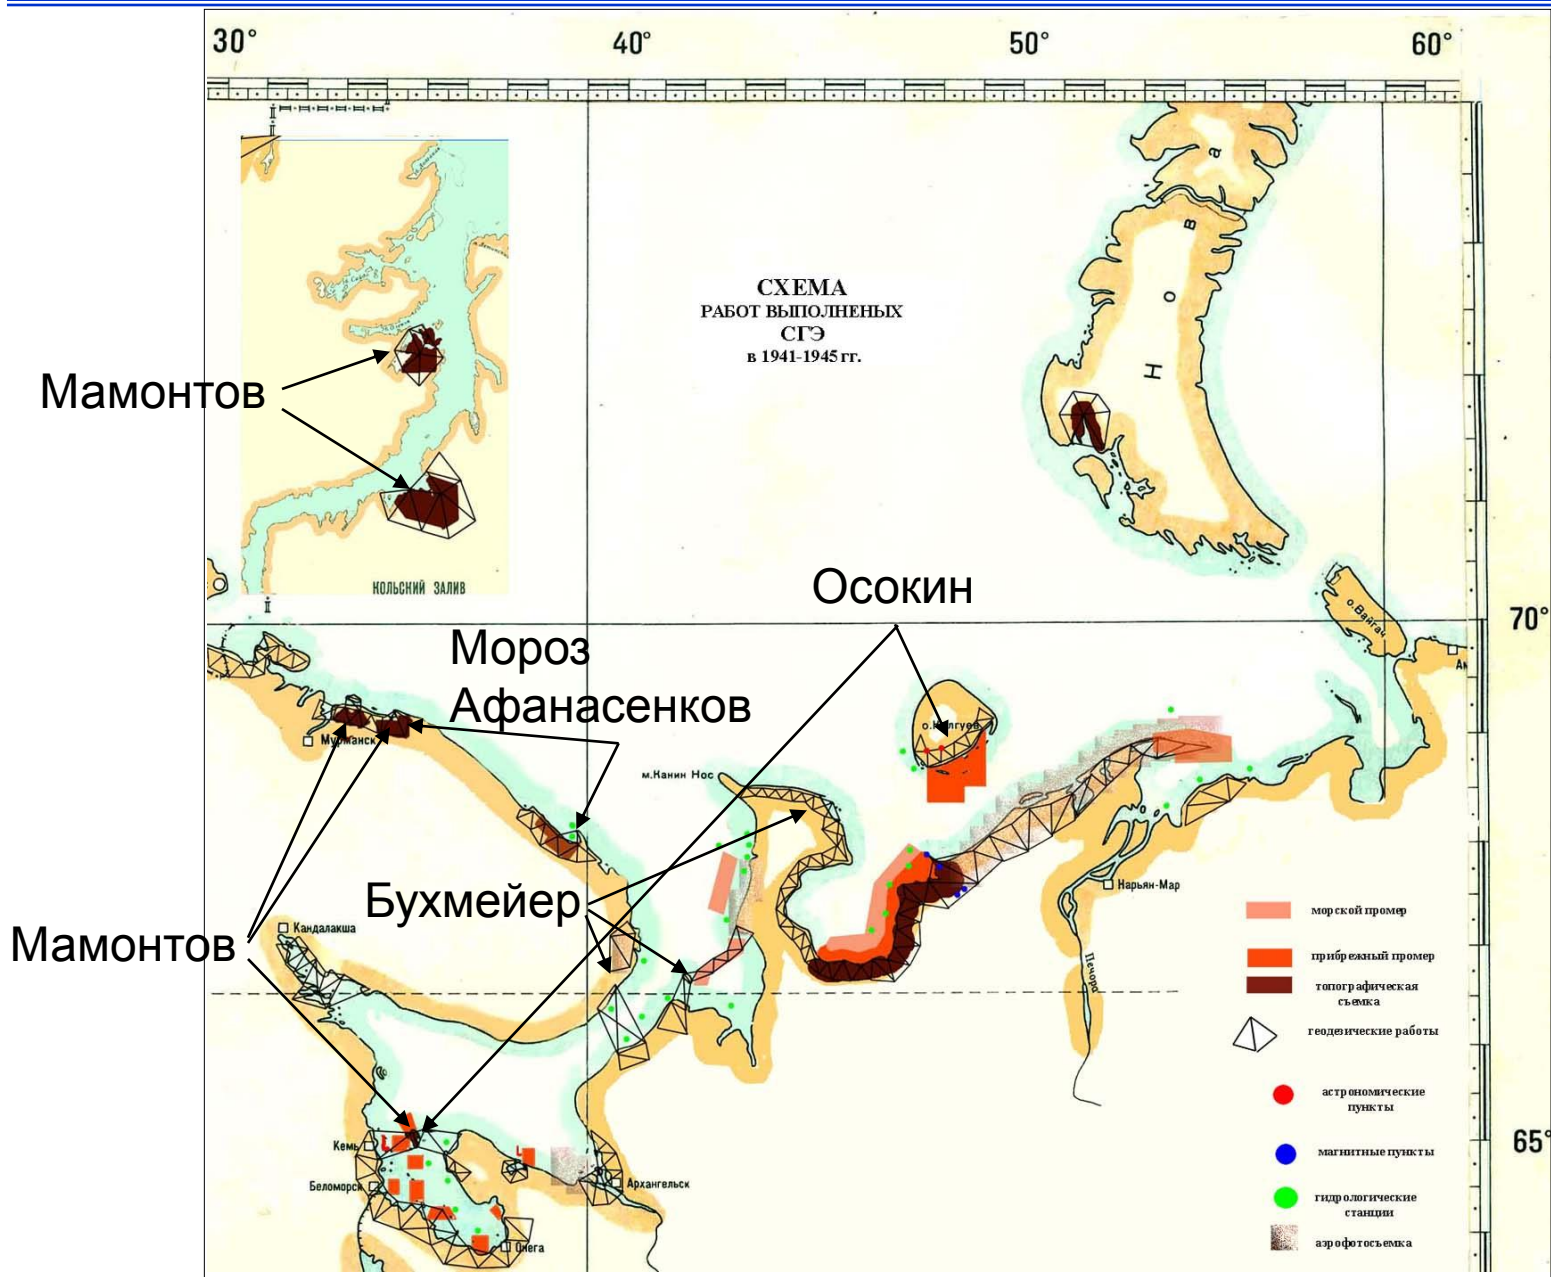 30°
40°
50°
60°
СХЕМА
РАБОТ ВЫПОЛНЕНЫХ
СГЭ
в 1941-1945 гг.
а
в
о
Н
Мамонтов
КОЛЬСКИЙ ЗАЛИВ
Осокин
о.Вайгач
70°
Мороз
Афанасенков
Мурманск
м.Канин Нос
Бухмейер
Нарьян-Мар
Печора
Кандалакша
Мамонтов
морской промер
прибрежный промер
топографическая
съемка
геодезические работы
астрономические
пункты
магнитные пункты
гидрологические
станции
аэрофотосъемка
Кемь
Беломорск
Архангельск
Онега
65°